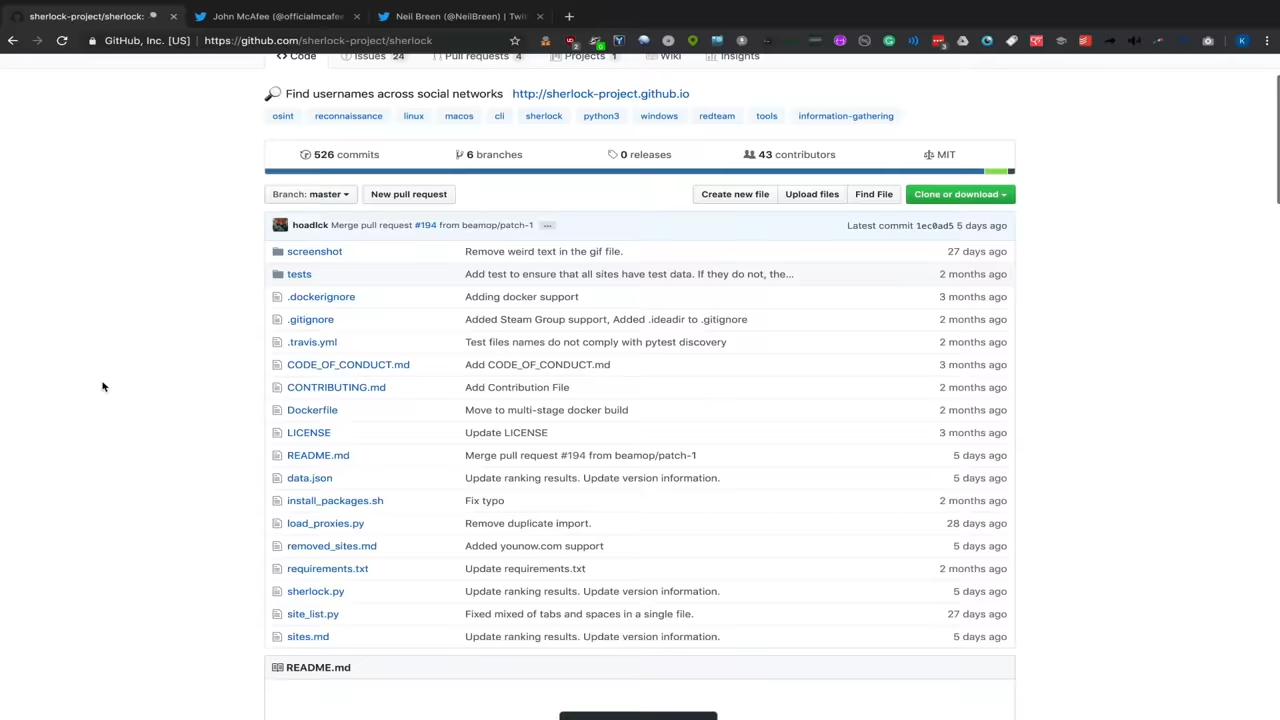 sherlock-project/sherlock:
John McAfee (@officialmcafee
Neil Breen (@NeilBreen) | Twi
GitHub, Inc. [US] https://github.com/sherlock-project/sherlock
Code Issues 24 Pull requests 4 Projects 1 Wiki Insights
Find usernames across social networks http://sherlock-project.github.io
osint reconnaissance linux macos cli sherlock python3 windows redteam tools information-gathering
526 commits 6 branches 0 releases 43 contributors MIT
Branch: master New pull request Create new file Upload files Find File Clone or download
hoadlck Merge pull request #194 from beamop/patch-1 ... Latest commit 1ec0ad5 5 days ago
screenshot Remove weird text in the gif file. 27 days ago
tests Add test to ensure that all sites have test data. If they do not, the... 2 months ago
.dockerignore Adding docker support 3 months ago
.gitignore Added Steam Group support, Added .ideadir to .gitignore 2 months ago
.travis.yml Test files names do not comply with pytest discovery 2 months ago
CODE_OF_CONDUCT.md Add CODE_OF_CONDUCT.md 3 months ago
CONTRIBUTING.md Add Contribution File 2 months ago
Dockerfile Move to multi-stage docker build 2 months ago
LICENSE Update LICENSE 3 months ago
README.md Merge pull request #194 from beamop/patch-1 5 days ago
data.json Update ranking results. Update version information. 5 days ago
install_packages.sh Fix typo 2 months ago
load_proxies.py Remove duplicate import. 28 days ago
removed_sites.md Added younow.com support 5 days ago
requirements.txt Update requirements.txt 2 months ago
sherlock.py Update ranking results. Update version information. 5 days ago
site_list.py Fixed mixed of tabs and spaces in a single file. 27 days ago
sites.md Update ranking results. Update version information. 5 days ago
README.md